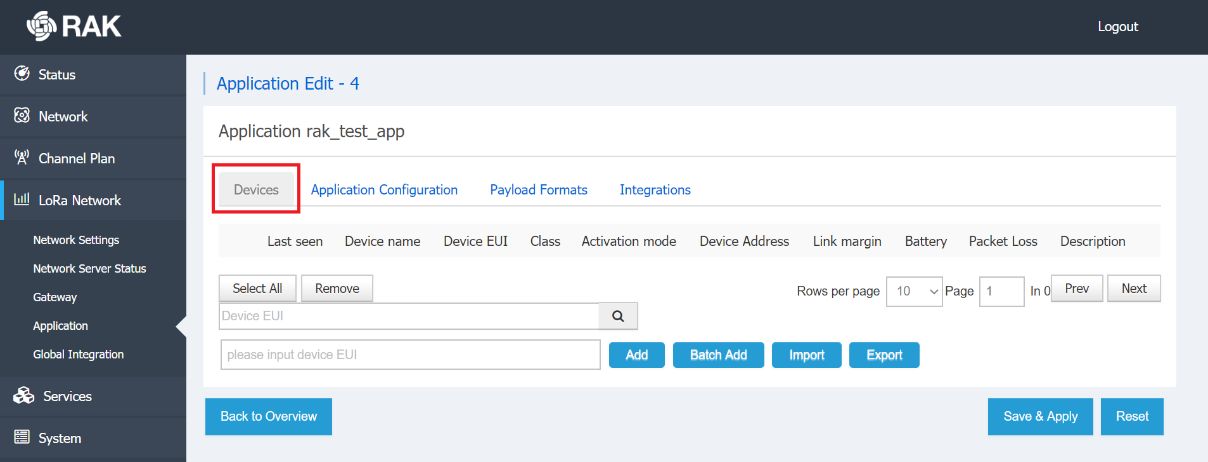 RAK
Logout
Status
Network
Channel Plan
LoRa Network
Network Settings
Network Server Status
Gateway
Application
Global Integration
Services
System
Application Edit - 4
Application rak_test_app
Devices Application Configuration Payload Formats Integrations
Last seen Device name Device EUI Class Activation mode Device Address Link margin Battery Packet Loss Description
Select All Remove Rows per page 10 Page 1 In 0 Prev Next
Device EUI
please input device EUI Add Batch Add Import Export
Back to Overview Save & Apply Reset